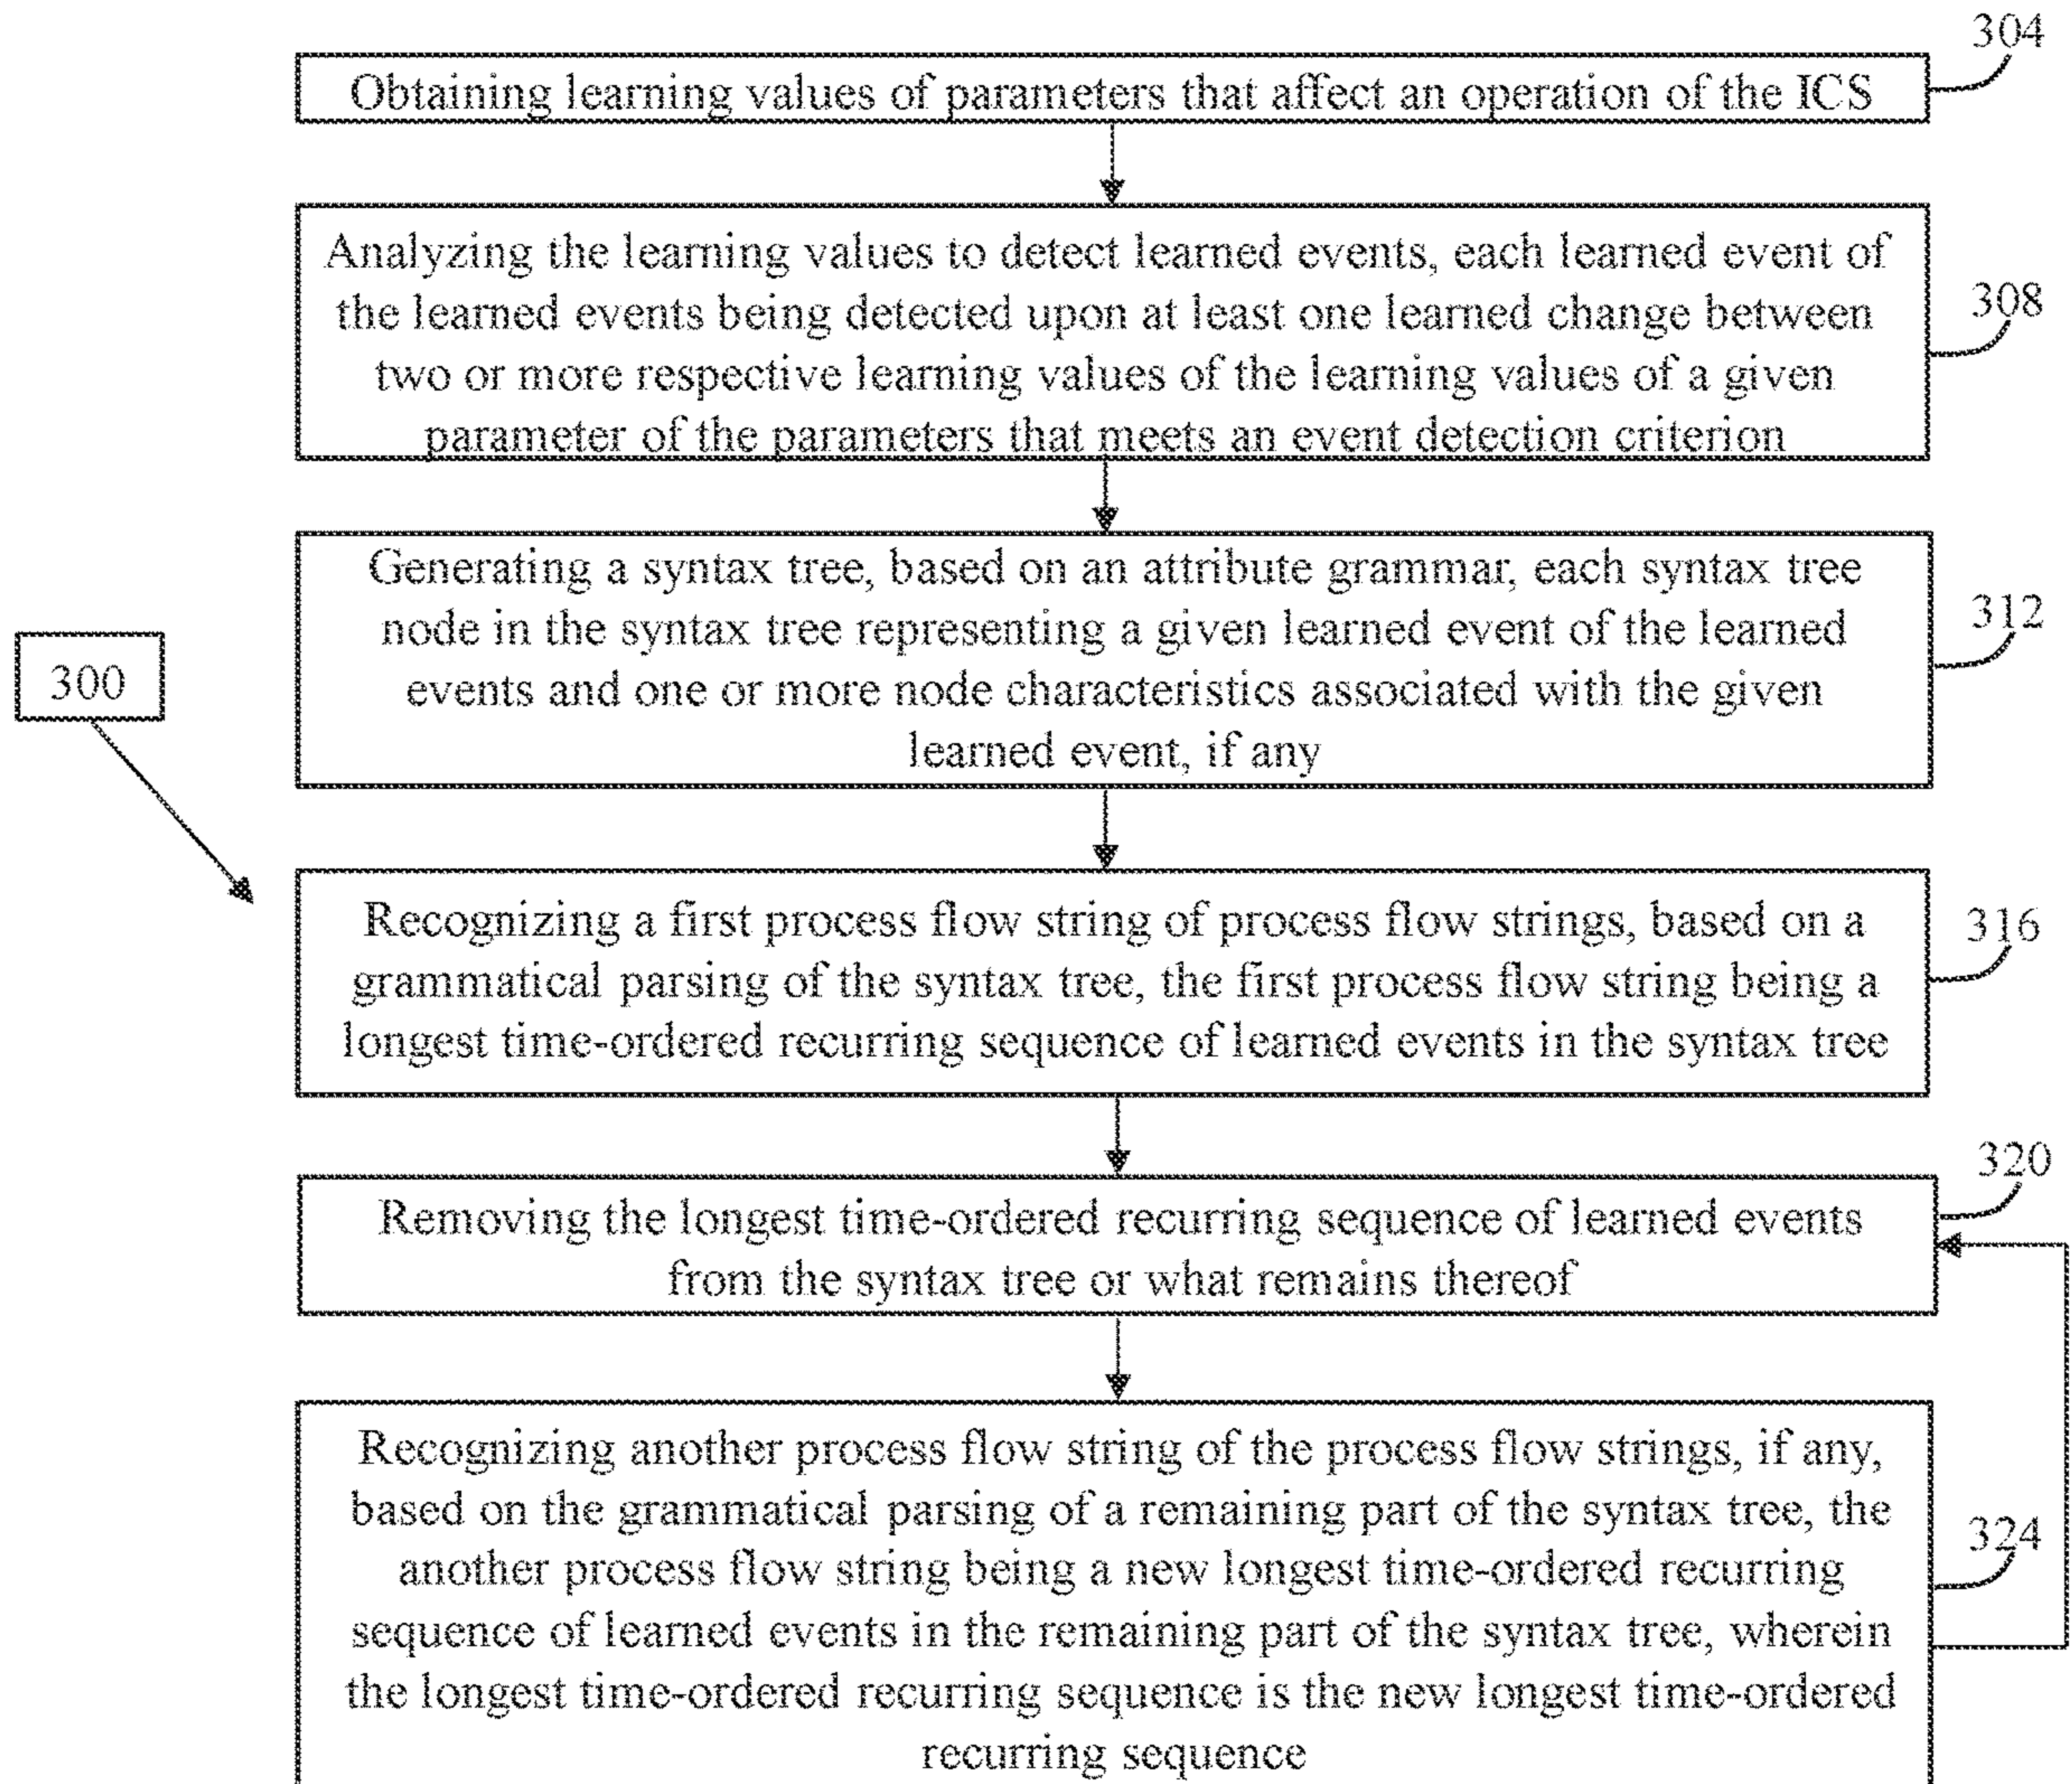 304
Obtaining learning values of parameters that affect an operation of the ICS
Analyzing the learning values to detect learned events, each learned event of
the learned events being detected upon at least one learned change between
two or more respective learning values of the learning values of a given
parameter of the parameters that meets an event detection criterion
308
Generating a syntax tree, based on an attribute grammar, each syntax tree
node in the syntax tree representing a given learned event of the learned
events and one or more node characteristics associated with the given
learned event, if any
312
300
Recognizing a first process flow string of process flow strings, based on a
grammatical parsing of the syntax tree, the first process flow string being a
longest time-ordered recurring sequence of learned events in the syntax tree
316
320
Removing the longest time-ordered recurring sequence of learned events
from the syntax tree or what remains thereof
Recognizing another process flow string of the process flow strings, if any,
based on the grammatical parsing of a remaining part of the syntax tree, the
another process flow string being a new longest time-ordered recurring
sequence of learned events in the remaining part of the syntax tree, wherein
the longest time-ordered recurring sequence is the new longest time-ordered
recurring sequence
324